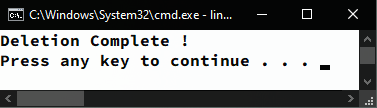 C:\Windows\System32\cmd.exe - lin...
Deletion Complete !
Press any key to continue . . .